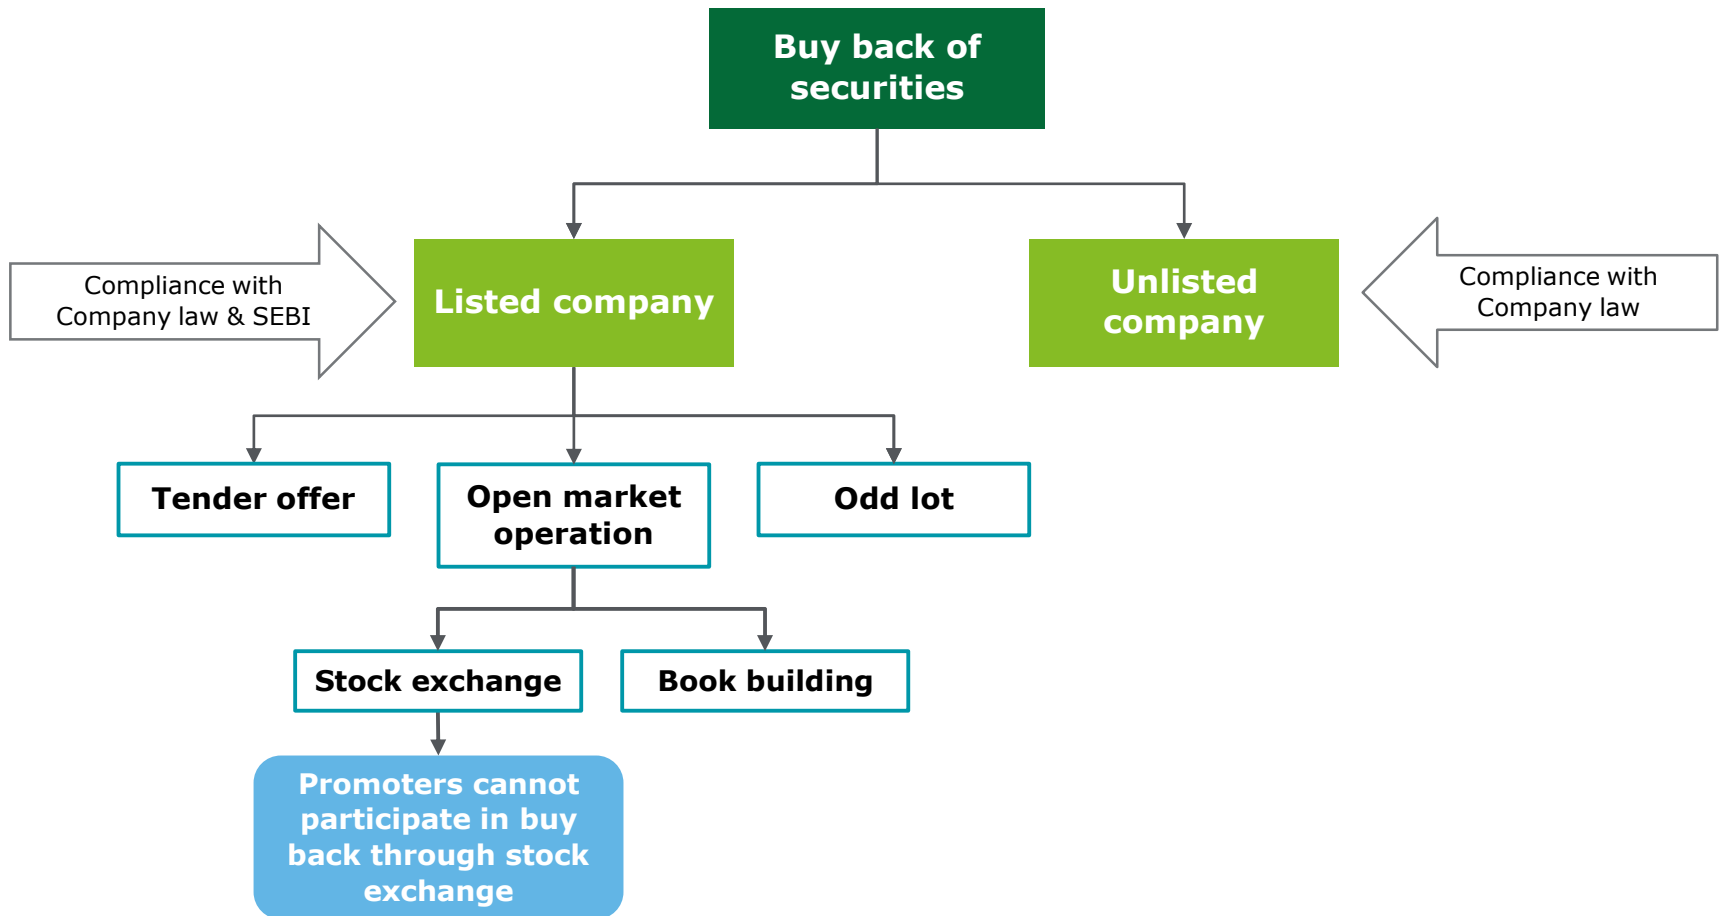 Buy back of
securities
Compliance with
Company law & SEBI
Listed company
Unlisted
company
Compliance with
Company law
Tender offer
Open market
operation
Odd lot
Stock exchange
Book building
Promoters cannot
participate in buy
back through stock
exchange